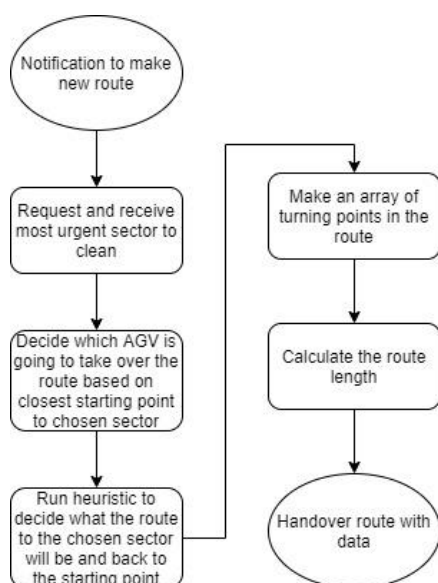 Notification to make
new route
Request and receive
most urgent sector to
clean
Decide which AGV is
going to take over the
route based on
closest starting point
to chosen sector
Run heuristic to
decide what the route
to the chosen sector
will be and back to
the starting point
Make an array of
turning points in the
route
Calculate the route
length
Handover route with
data